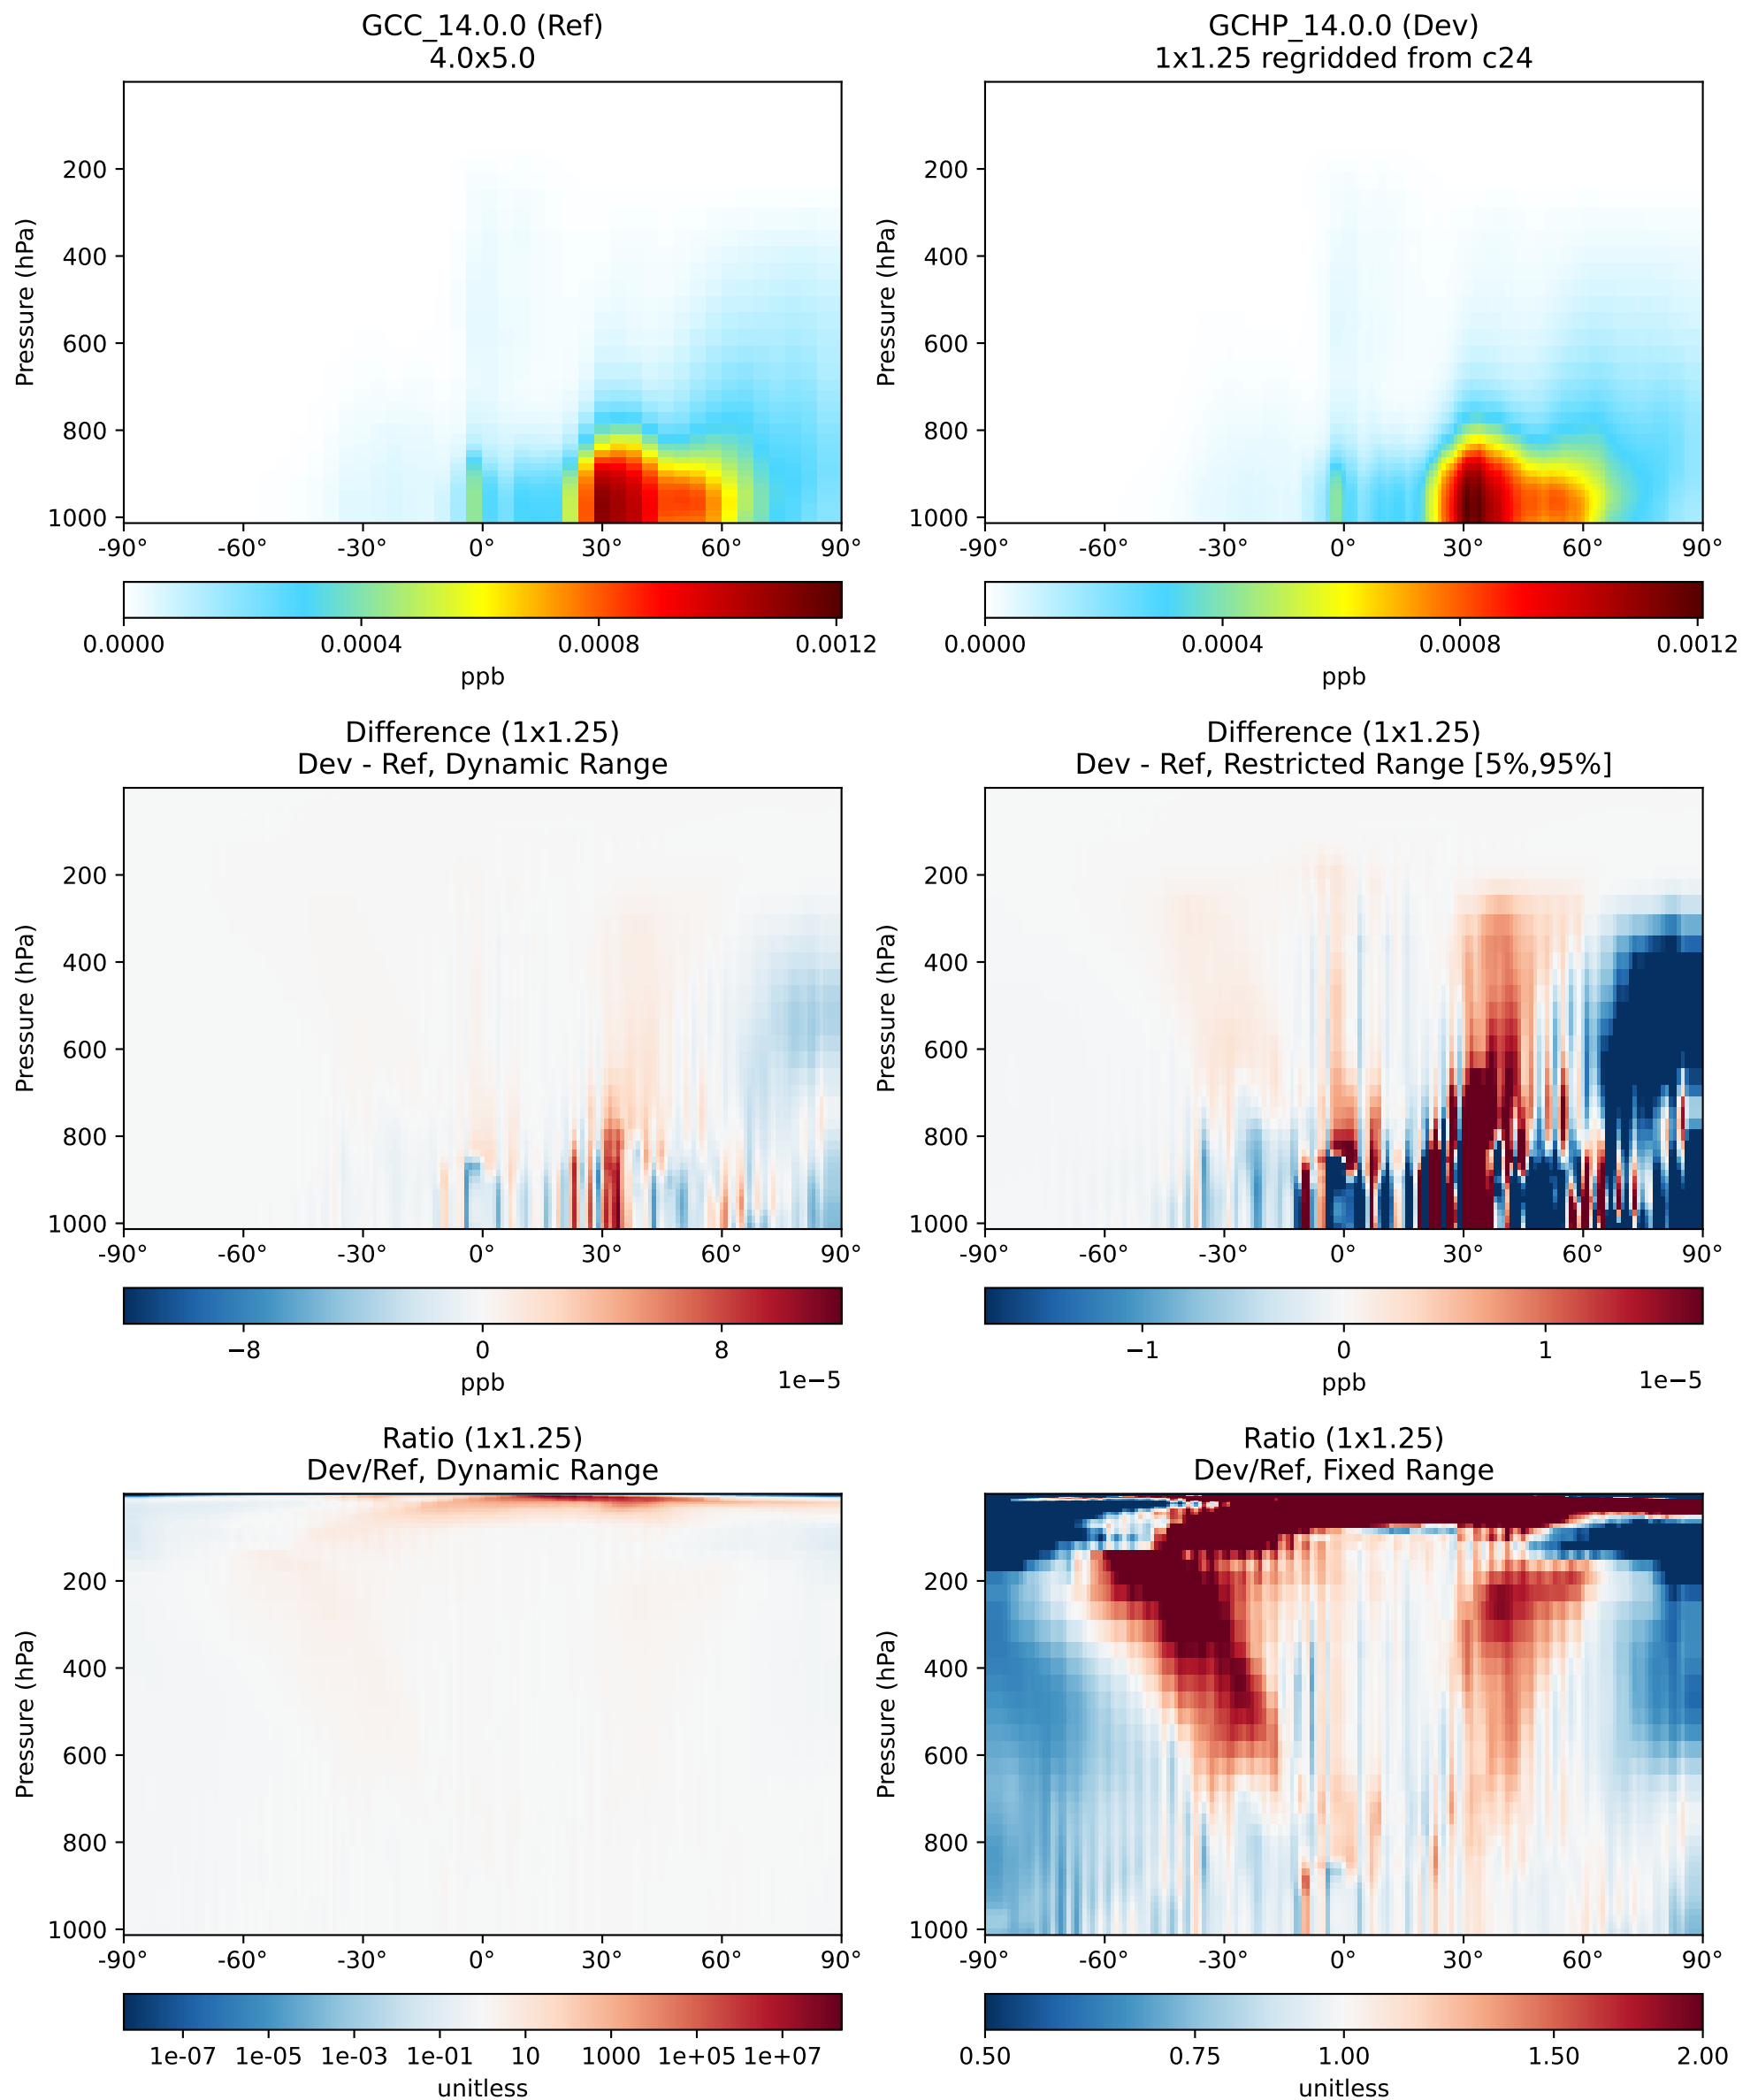 GCC_14.0.0 (Ref)
4.0x5.0
Pressure (hPa)
200
400
600
800
1000
-90° -60° -30° 0° 30° 60° 90°
0.0000 0.0004 0.0008 0.0012
ppb
GCHP_14.0.0 (Dev)
1x1.25 regridded from c24
Pressure (hPa)
200
400
600
800
1000
-90° -60° -30° 0° 30° 60° 90°
0.0000 0.0004 0.0008 0.0012
ppb
Difference (1x1.25)
Dev - Ref, Dynamic Range
Pressure (hPa)
200
400
600
800
1000
-90° -60° -30° 0° 30° 60° 90°
−8 0 8
1e−5
ppb
Difference (1x1.25)
Dev - Ref, Restricted Range [5%,95%]
Pressure (hPa)
200
400
600
800
1000
-90° -60° -30° 0° 30° 60° 90°
−1 0 1
1e−5
ppb
Ratio (1x1.25)
Dev/Ref, Dynamic Range
Pressure (hPa)
200
400
600
800
1000
-90° -60° -30° 0° 30° 60° 90°
1e-07 1e-05 1e-03 1e-01 10 1000 1e+05 1e+07
unitless
Ratio (1x1.25)
Dev/Ref, Fixed Range
Pressure (hPa)
200
400
600
800
1000
-90° -60° -30° 0° 30° 60° 90°
0.50 0.75 1.00 1.50 2.00
unitless